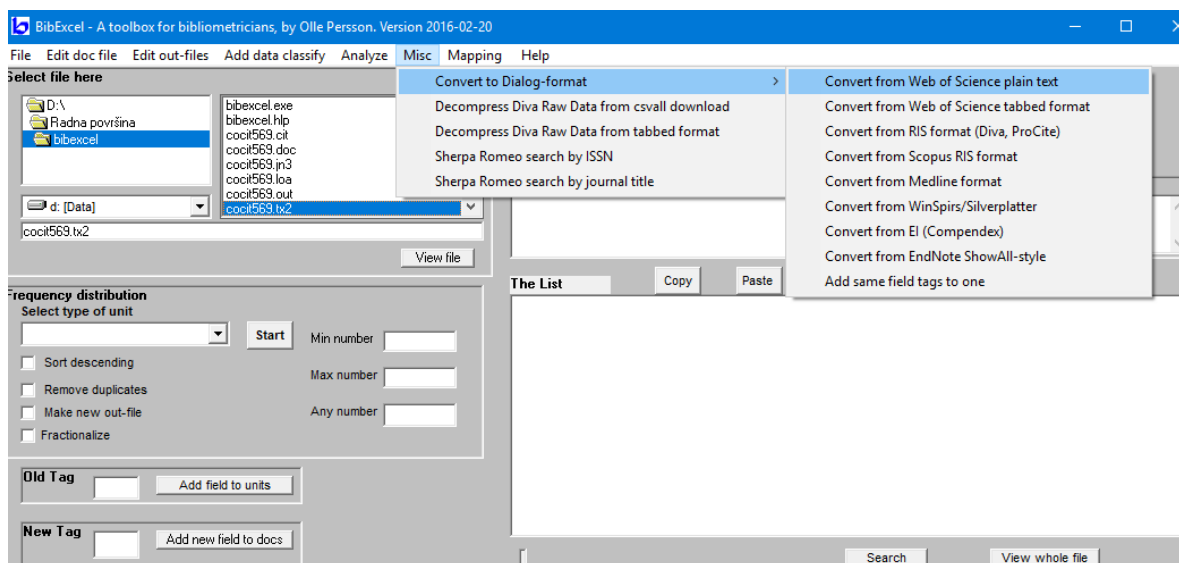 BibExcel - A toolbox for bibliometricians, by Olle Persson. Version 2016-02-20
File Edit doc file Edit out-files Add data classify Analyze Misc Mapping Help
Select file here
D:\
Radna površina
bibexcel
bibexcel.exe
bibexcel.hlp
cocit569.cit
cocit569.doc
cocit569.jn3
cocit569.loa
cocit569.out
cocit569.tx2
d: [Data]
cocit569.tx2
View file
Convert to Dialog-format
Decompress Diva Raw Data from csvall download
Decompress Diva Raw Data from tabbed format
Sherpa Romeo search by ISSN
Sherpa Romeo search by journal title
Convert from Web of Science plain text
Convert from Web of Science tabbed format
Convert from RIS format (Diva, ProCite)
Convert from Scopus RIS format
Convert from Medline format
Convert from WinSpirs/Silverplatter
Convert from EI (Compendex)
Convert from EndNote ShowAll-style
Add same field tags to one
The List
Copy
Paste
Frequency distribution
Select type of unit
Start
Sort descending
Remove duplicates
Make new out-file
Fractionalize
Min number
Max number
Any number
Old Tag
Add field to units
New Tag
Add new field to docs
Search
View whole file